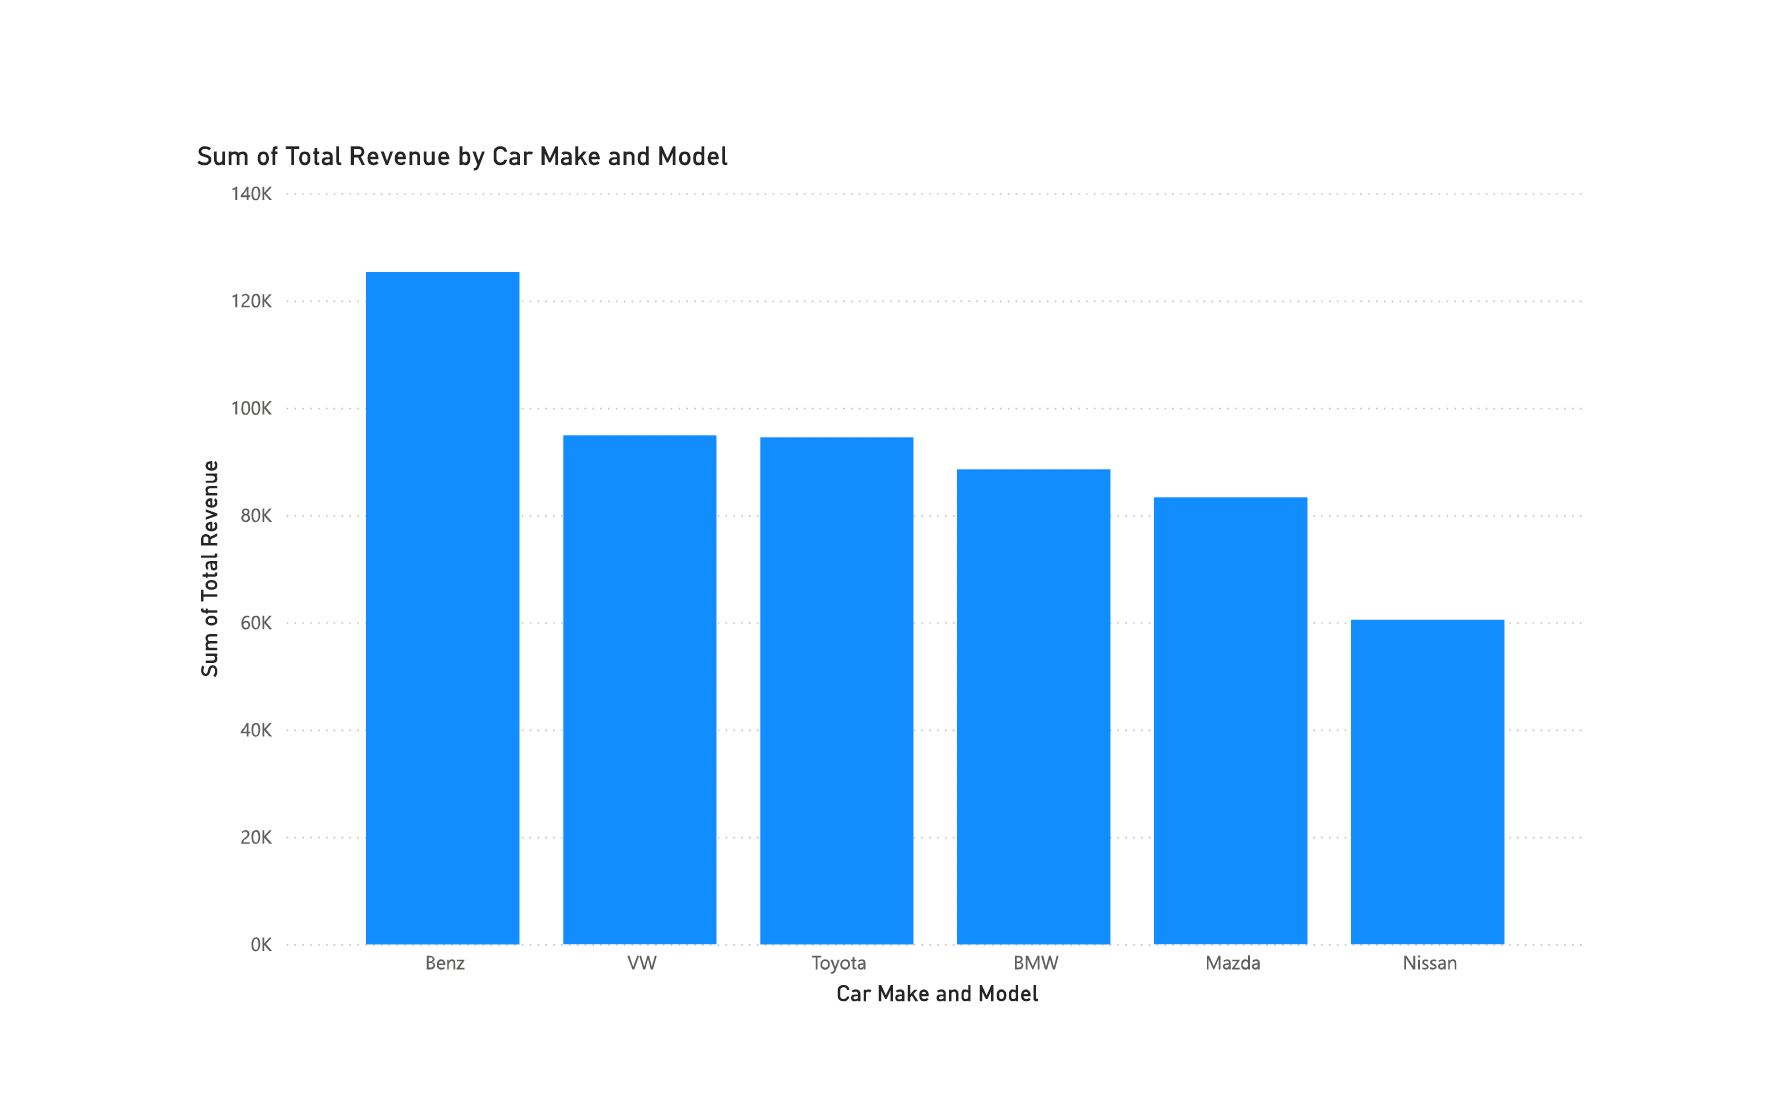 Sum of Total Revenue by Car Make and Model
140K
120K
100K
80K
60K
40K
20K
0K
Sum of Total Revenue
Benz VW Toyota BMW Mazda Nissan
Car Make and Model